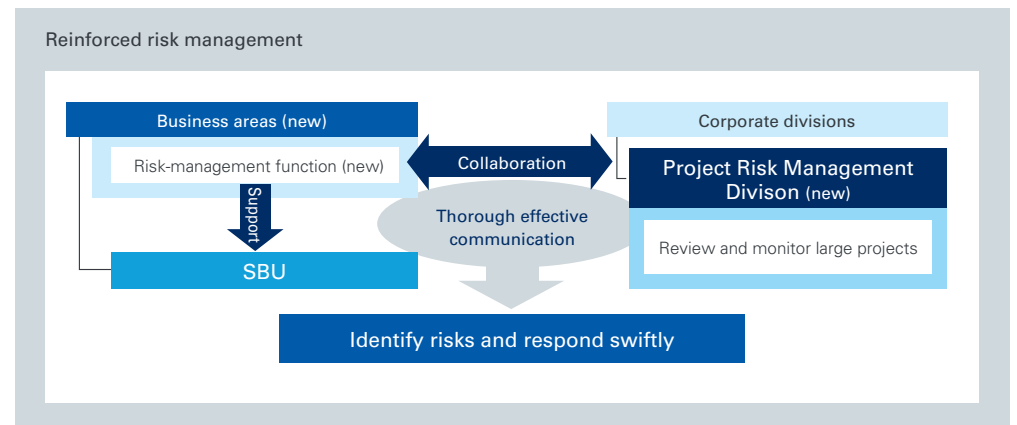 Reinforced risk management
Business areas (new)
Risk-management function (new)
Support
SBU
Collaboration
Thorough effective
communication
Corporate divisions
Project Risk Management
Divison (new)
Review and monitor large projects
Identify risks and respond swiftly